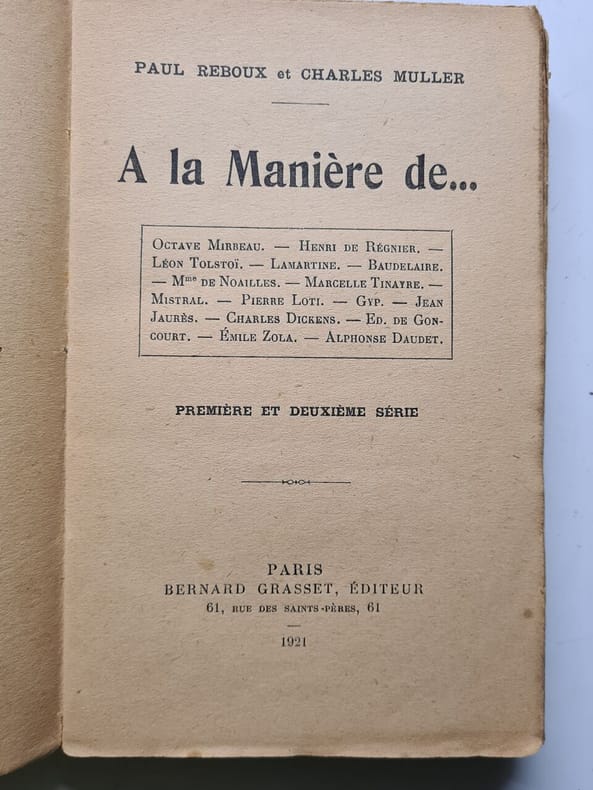 PAUL REBOUX et CHARLES MULLER
A la Manière de...
OCTAVE MIRBEAU. — HENRI DE RÉGNIER. —
LÉON TOLSTOÏ. — LAMARTINE. — BAUDELAIRE.
— Mme DE NOAILLES. — MARCELLE TINAYRE. —
MISTRAL. — PIERRE LOTI. — GYP. — JEAN
JAURÈS. — CHARLES DICKENS. — ED. DE GON-
COURT. — ÉMILE ZOLA. — ALPHONSE DAUDET.
PREMIÈRE ET DEUXIÈME SÉRIE
PARIS
BERNARD GRASSET, ÉDITEUR
61, RUE DES SAINTS-PÈRES, 61
1921